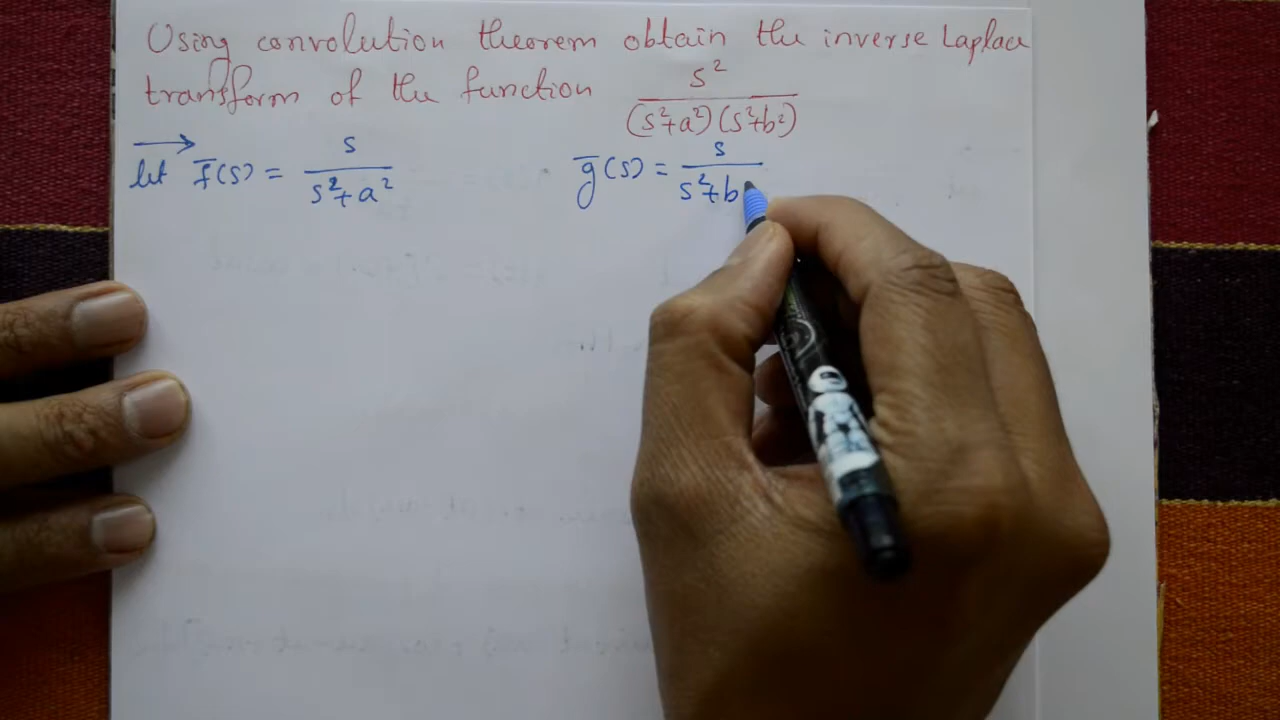 Using convolution theorem obtain the inverse Laplace
transform of the function s²/((s²+a²)(s²+b²))
let f̄(s) = s/(s²+a²) ḡ(s) = s/(s²+b